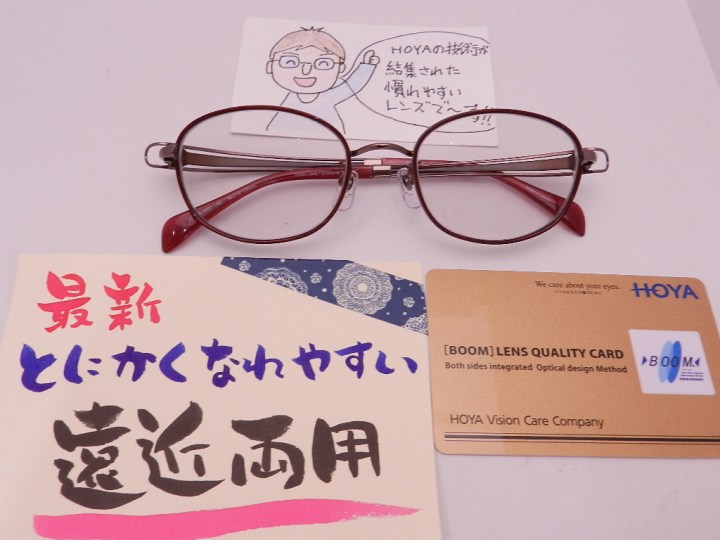 HOYAの技術が
結集された
慣れやすい
レンズで〜す!!
最新
とにかくなれやすい
遠近両用
We care about your eyes.
HOYA
[BOOM] LENS QUALITY CARD
Both sides integrated Optical design Method
BOOM
HOYA Vision Care Company